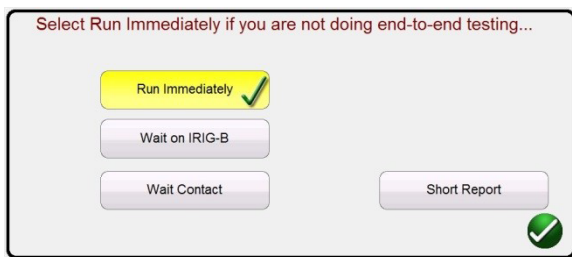 Select Run Immediately if you are not doing end-to-end testing...
Run Immediately
Wait on IRIG-B
Wait Contact
Short Report